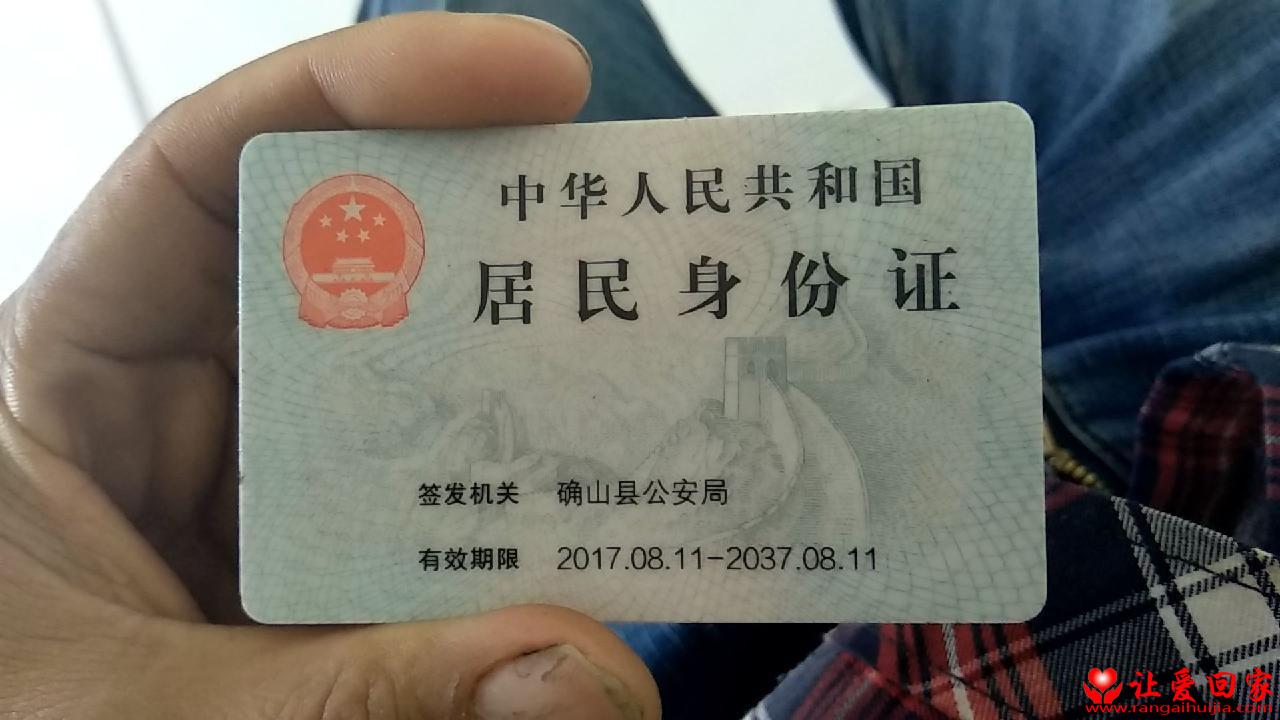 中华人民共和国
居民身份证
签发机关 确山县公安局
有效期限 2017.08.11-2037.08.11
让爱回家
www.rangaihuijia.com